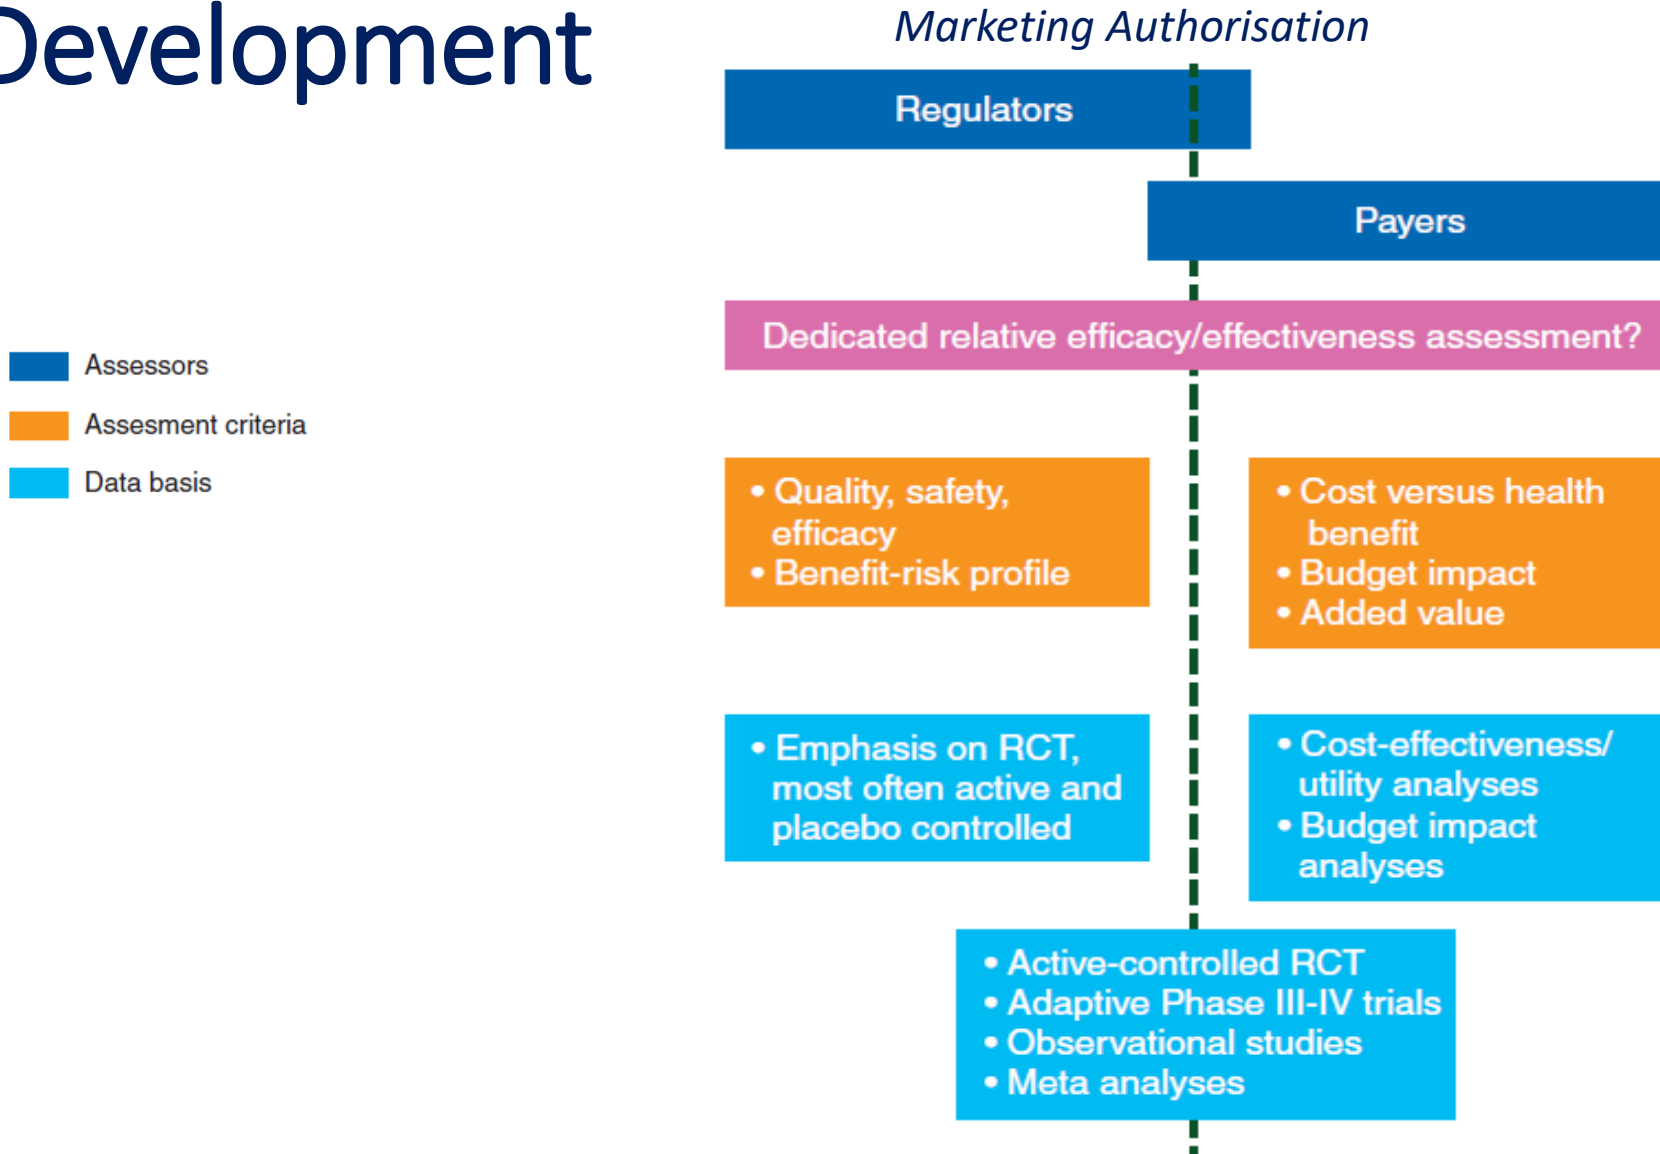 Development
Marketing Authorisation
Regulators
Payers
Dedicated relative efficacy/effectiveness assessment?
Assessors
Assesment criteria
Data basis
• Quality, safety,
efficacy
• Benefit-risk profile
• Cost versus health
benefit
• Budget impact
• Added value
• Emphasis on RCT,
most often active and
placebo controlled
• Cost-effectiveness/
utility analyses
• Budget impact
analyses
• Active-controlled RCT
• Adaptive Phase III-IV trials
• Observational studies
• Meta analyses